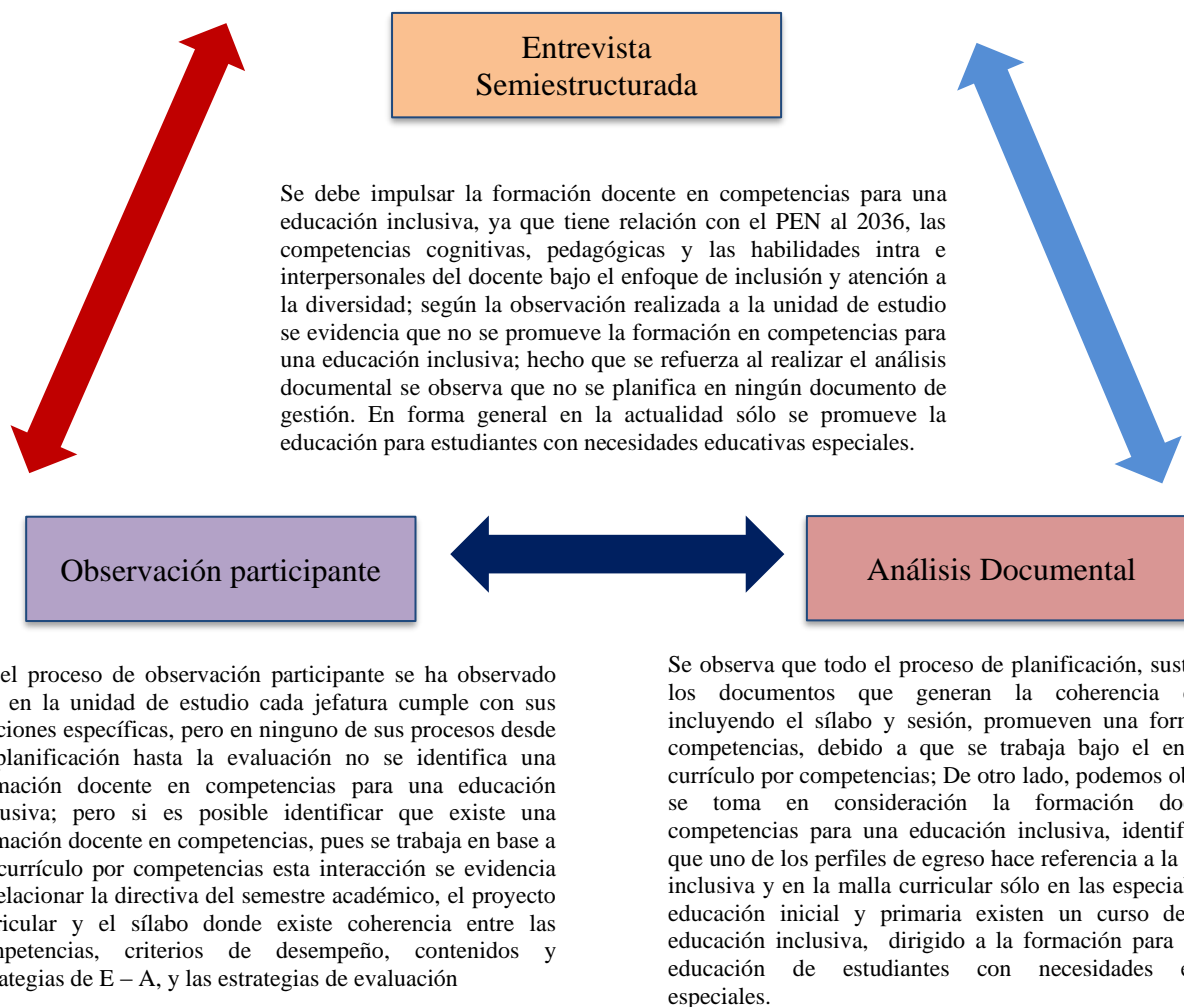 Entrevista
Semiestructurada
Se debe impulsar la formación docente en competencias para una
educación inclusiva, ya que tiene relación con el PEN al 2036, las
competencias cognitivas, pedagógicas y las habilidades intra e
interpersonales del docente bajo el enfoque de inclusión y atención a
la diversidad; según la observación realizada a la unidad de estudio
se evidencia que no se promueve la formación en competencias para
una educación inclusiva; hecho que se refuerza al realizar el análisis
documental se observa que no se planifica en ningún documento de
gestión. En forma general en la actualidad sólo se promueve la
educación para estudiantes con necesidades educativas especiales.
Observación participante
Análisis Documental
el proceso de observación participante se ha observado
en la unidad de estudio cada jefatura cumple con sus
ciones específicas, pero en ninguno de sus procesos desde
planificación hasta la evaluación no se identifica una
mación docente en competencias para una educación
lusiva; pero si es posible identificar que existe una
mación docente en competencias, pues se trabaja en base a
currículo por competencias esta interacción se evidencia
relacionar la directiva del semestre académico, el proyecto
ricular y el sílabo donde existe coherencia entre las
mpetencias, criterios de desempeño, contenidos y
rategias de E – A, y las estrategias de evaluación
Se observa que todo el proceso de planificación, sust
los documentos que generan la coherencia
incluyendo el sílabo y sesión, promueven una form
competencias, debido a que se trabaja bajo el en
currículo por competencias; De otro lado, podemos ob
se toma en consideración la formación do
competencias para una educación inclusiva, identif
que uno de los perfiles de egreso hace referencia a la
inclusiva y en la malla curricular sólo en las especial
educación inicial y primaria existen un curso de
educación inclusiva, dirigido a la formación para
educación de estudiantes con necesidades e
especiales.